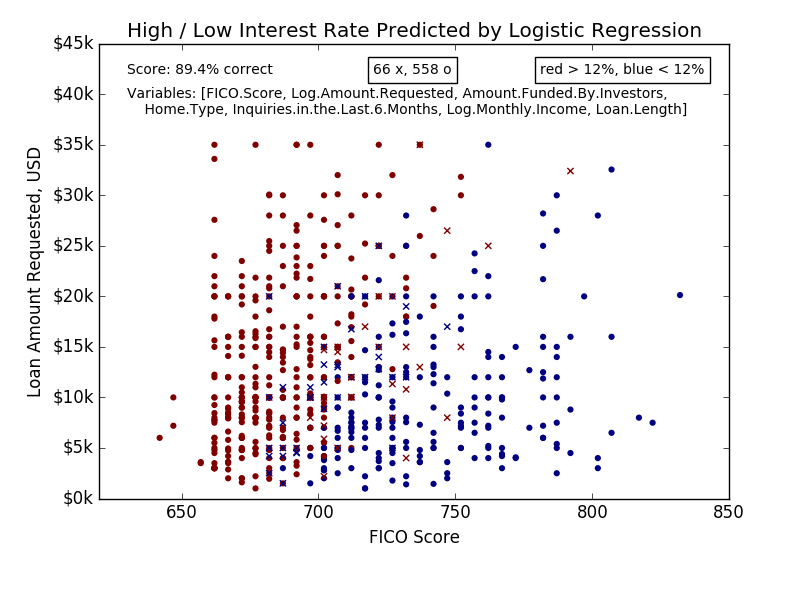 High / Low Interest Rate Predicted by Logistic Regression
Score: 89.4% correct
66 x, 558 o
red > 12%, blue < 12%
Variables: [FICO.Score, Log.Amount.Requested, Amount.Funded.By.Investors,
Home.Type, Inquiries.in.the.Last.6.Months, Log.Monthly.Income, Loan.Length]
Loan Amount Requested, USD
$45k
$40k
$35k
$30k
$25k
$20k
$15k
$10k
$5k
$0k
650 700 750 800 850
FICO Score